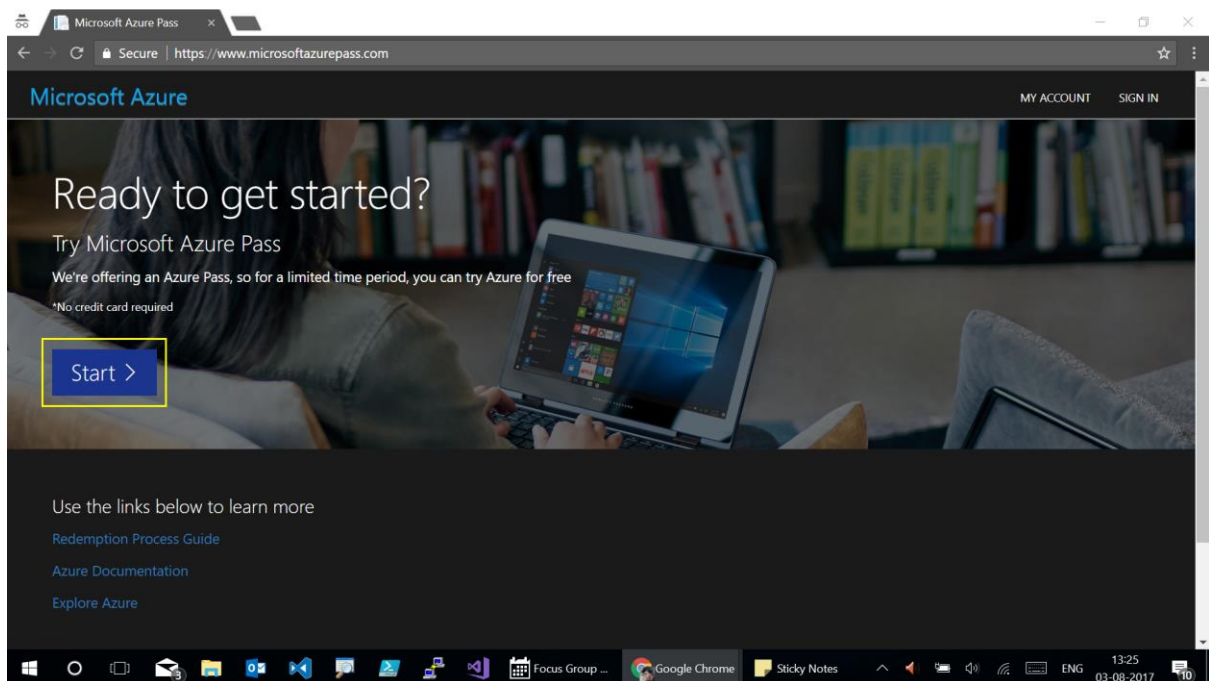 Microsoft Azure Pass
Secure | https://www.microsoftazurepass.com
Microsoft Azure
MY ACCOUNT SIGN IN
Ready to get started?
Try Microsoft Azure Pass
We're offering an Azure Pass, so for a limited time period, you can try Azure for free
*No credit card required
Start >
Use the links below to learn more
Redemption Process Guide
Azure Documentation
Explore Azure
3 Focus Group ... Google Chrome Sticky Notes ENG 13:25
03-08-2017 10